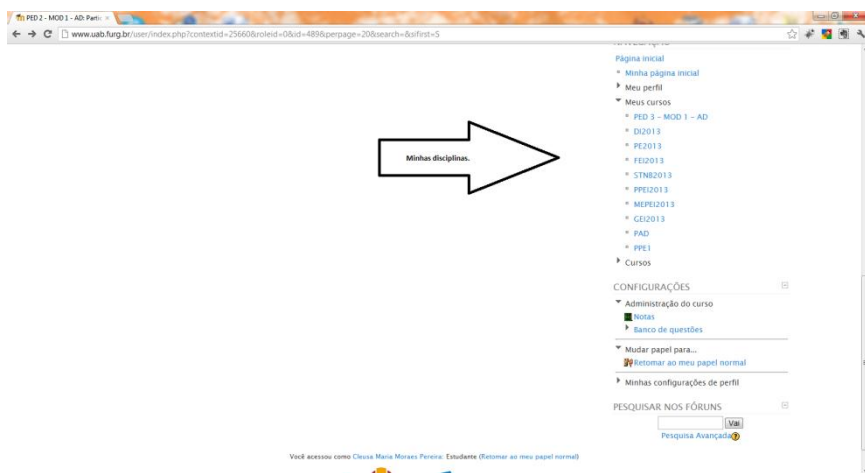 PED 2 - MOD 1 - AD: Partic
www.uab.furg.br/user/index.php?contextid=25660&roleid=0&id=489&perpage=20&search=&sifirst=S
Página inicial
Minha página inicial
Meu perfil
Meus cursos
PED 3 - MOD 1 - AD
DI2013
PE2013
FEI2013
STNB2013
PPEI2013
MEPEI2013
GEI2013
PAD
PPE1
Cursos
Minhas disciplinas.
CONFIGURAÇÕES
Administração do curso
Notas
Banco de questões
Mudar papel para...
Retornar ao meu papel normal
Minhas configurações de perfil
PESQUISAR NOS FÓRUNS
Vai
Pesquisa Avançada
Você acessou como Cleusa Maria Moraes Pereira: Estudante (Retornar ao meu papel normal)